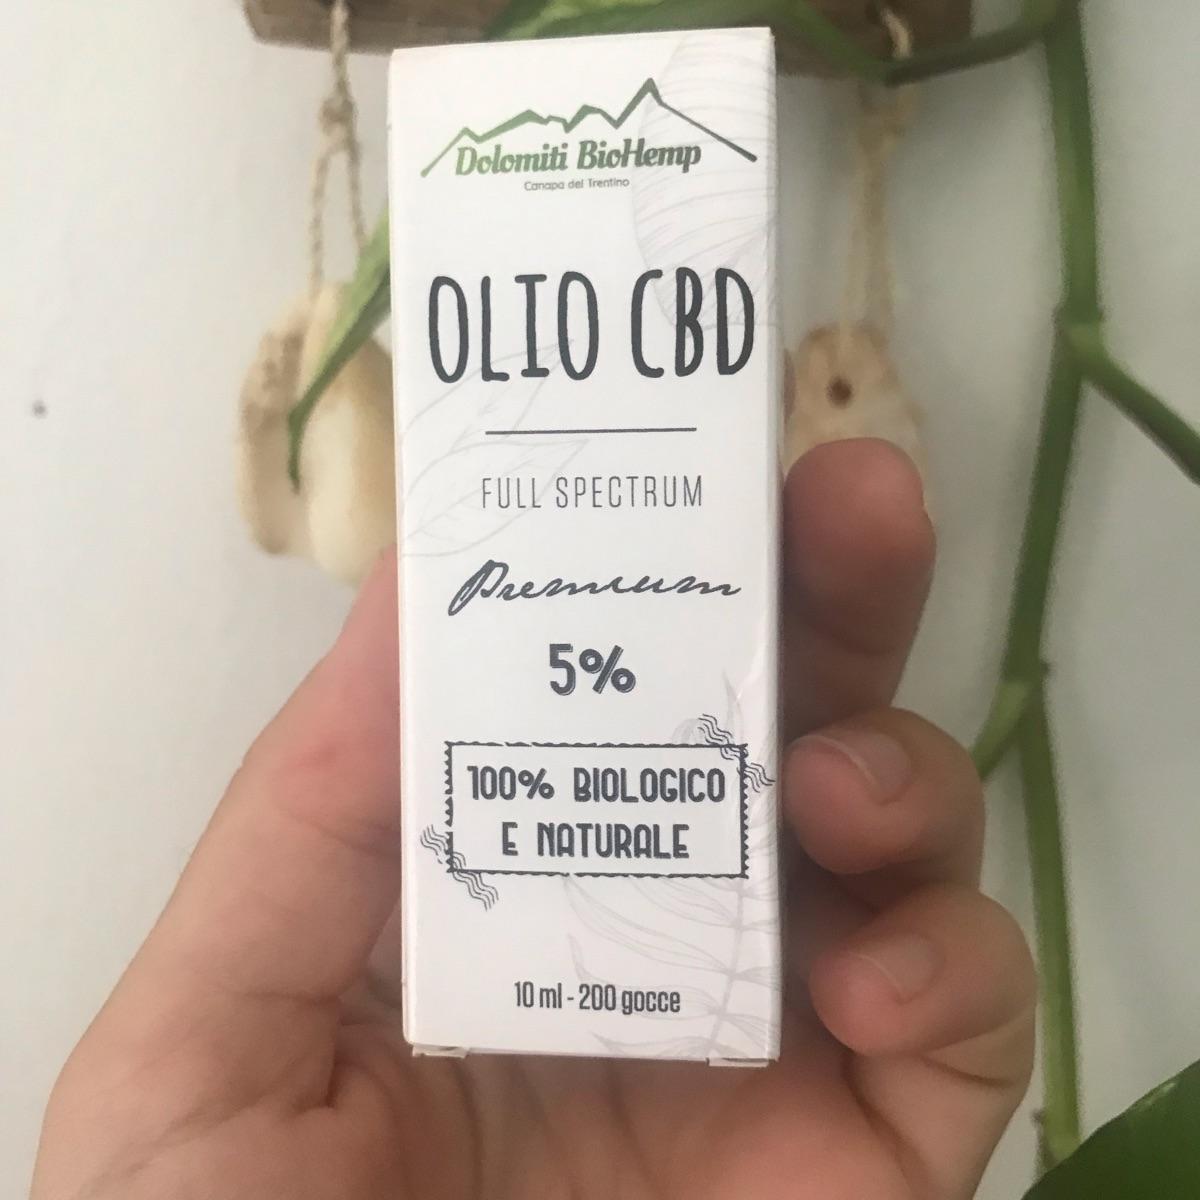 Dolomiti BioHemp
Canapa del Trentino
OLIO CBD
FULL SPECTRUM
Premium
5%
100% BIOLOGICO
E NATURALE
10 ml - 200 gocce